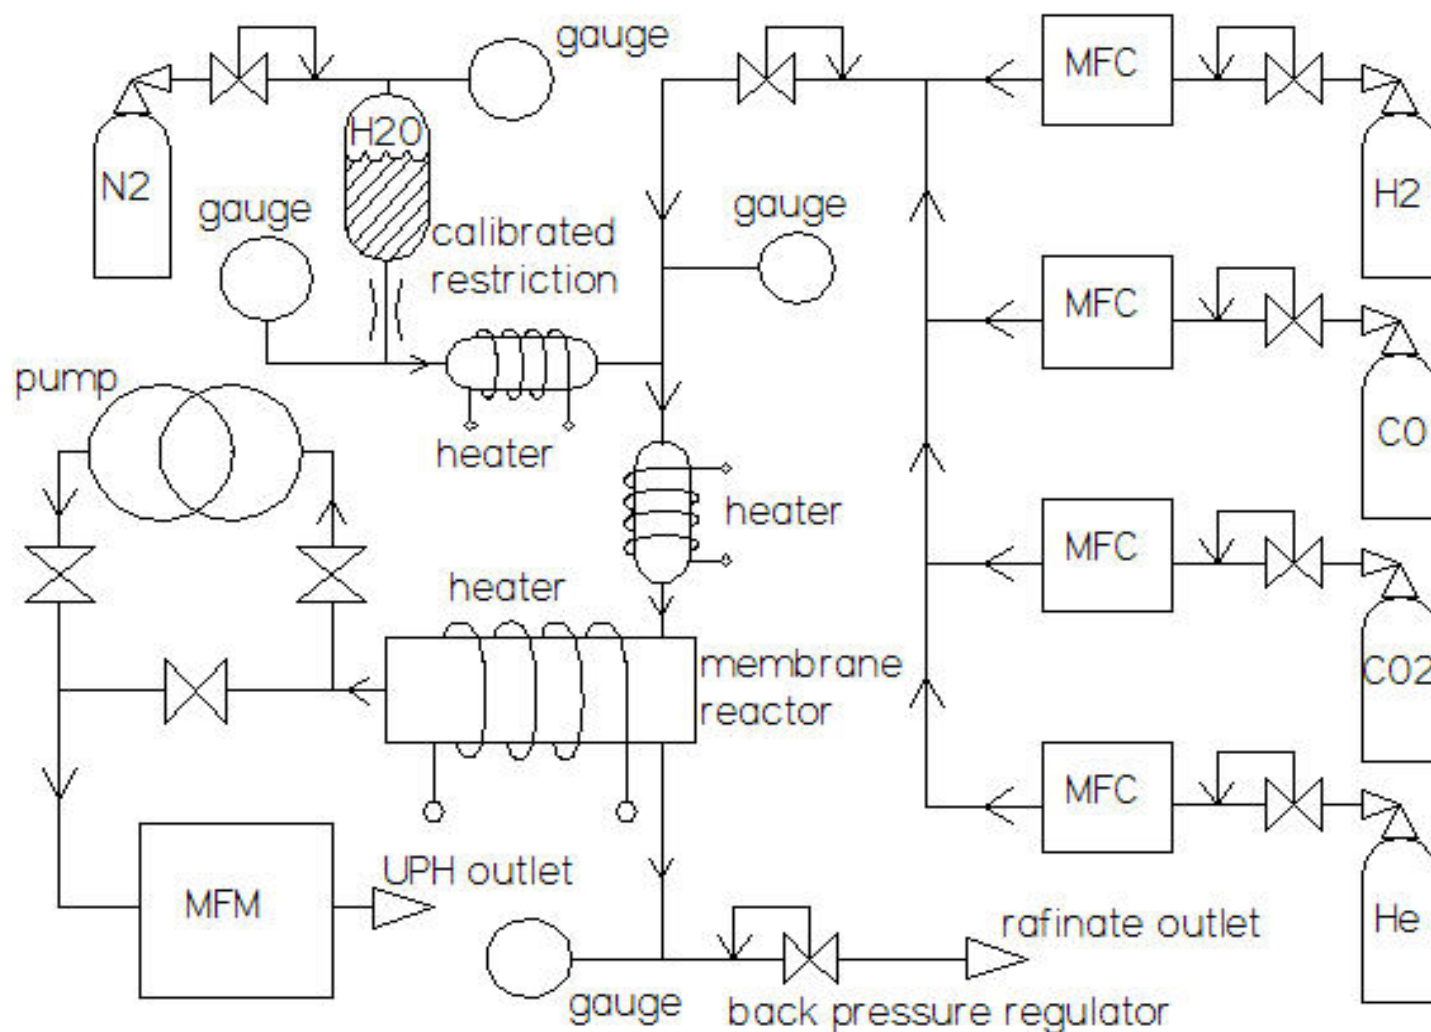 gauge
MFC
H2O
N2
H2
gauge
gauge
calibrated
restriction
MFC
pump
CO
heater
heater
MFC
heater
membrane
reactor
CO2
MFC
UPH outlet
MFM
rafinate outlet
He
gauge
back pressure regulator